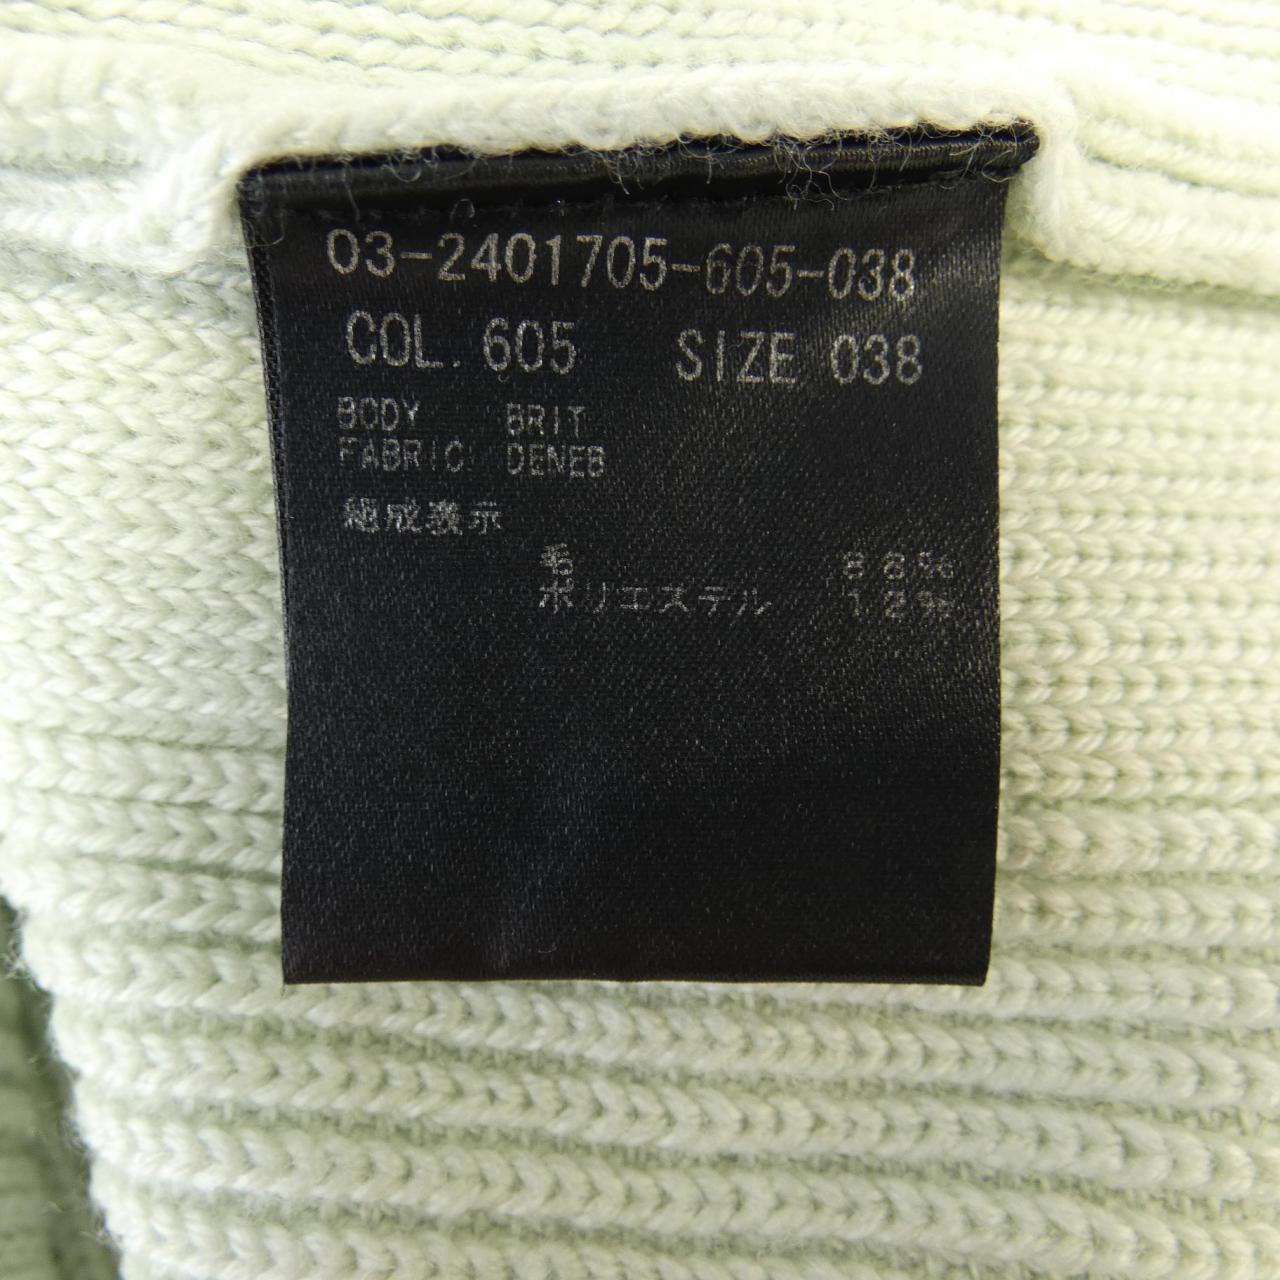 03-2401705-605-038
COL. 605 SIZE 038
BODY BRIT
FABRIC DENEB
組成表示
毛 88%
ポリエステル 12%